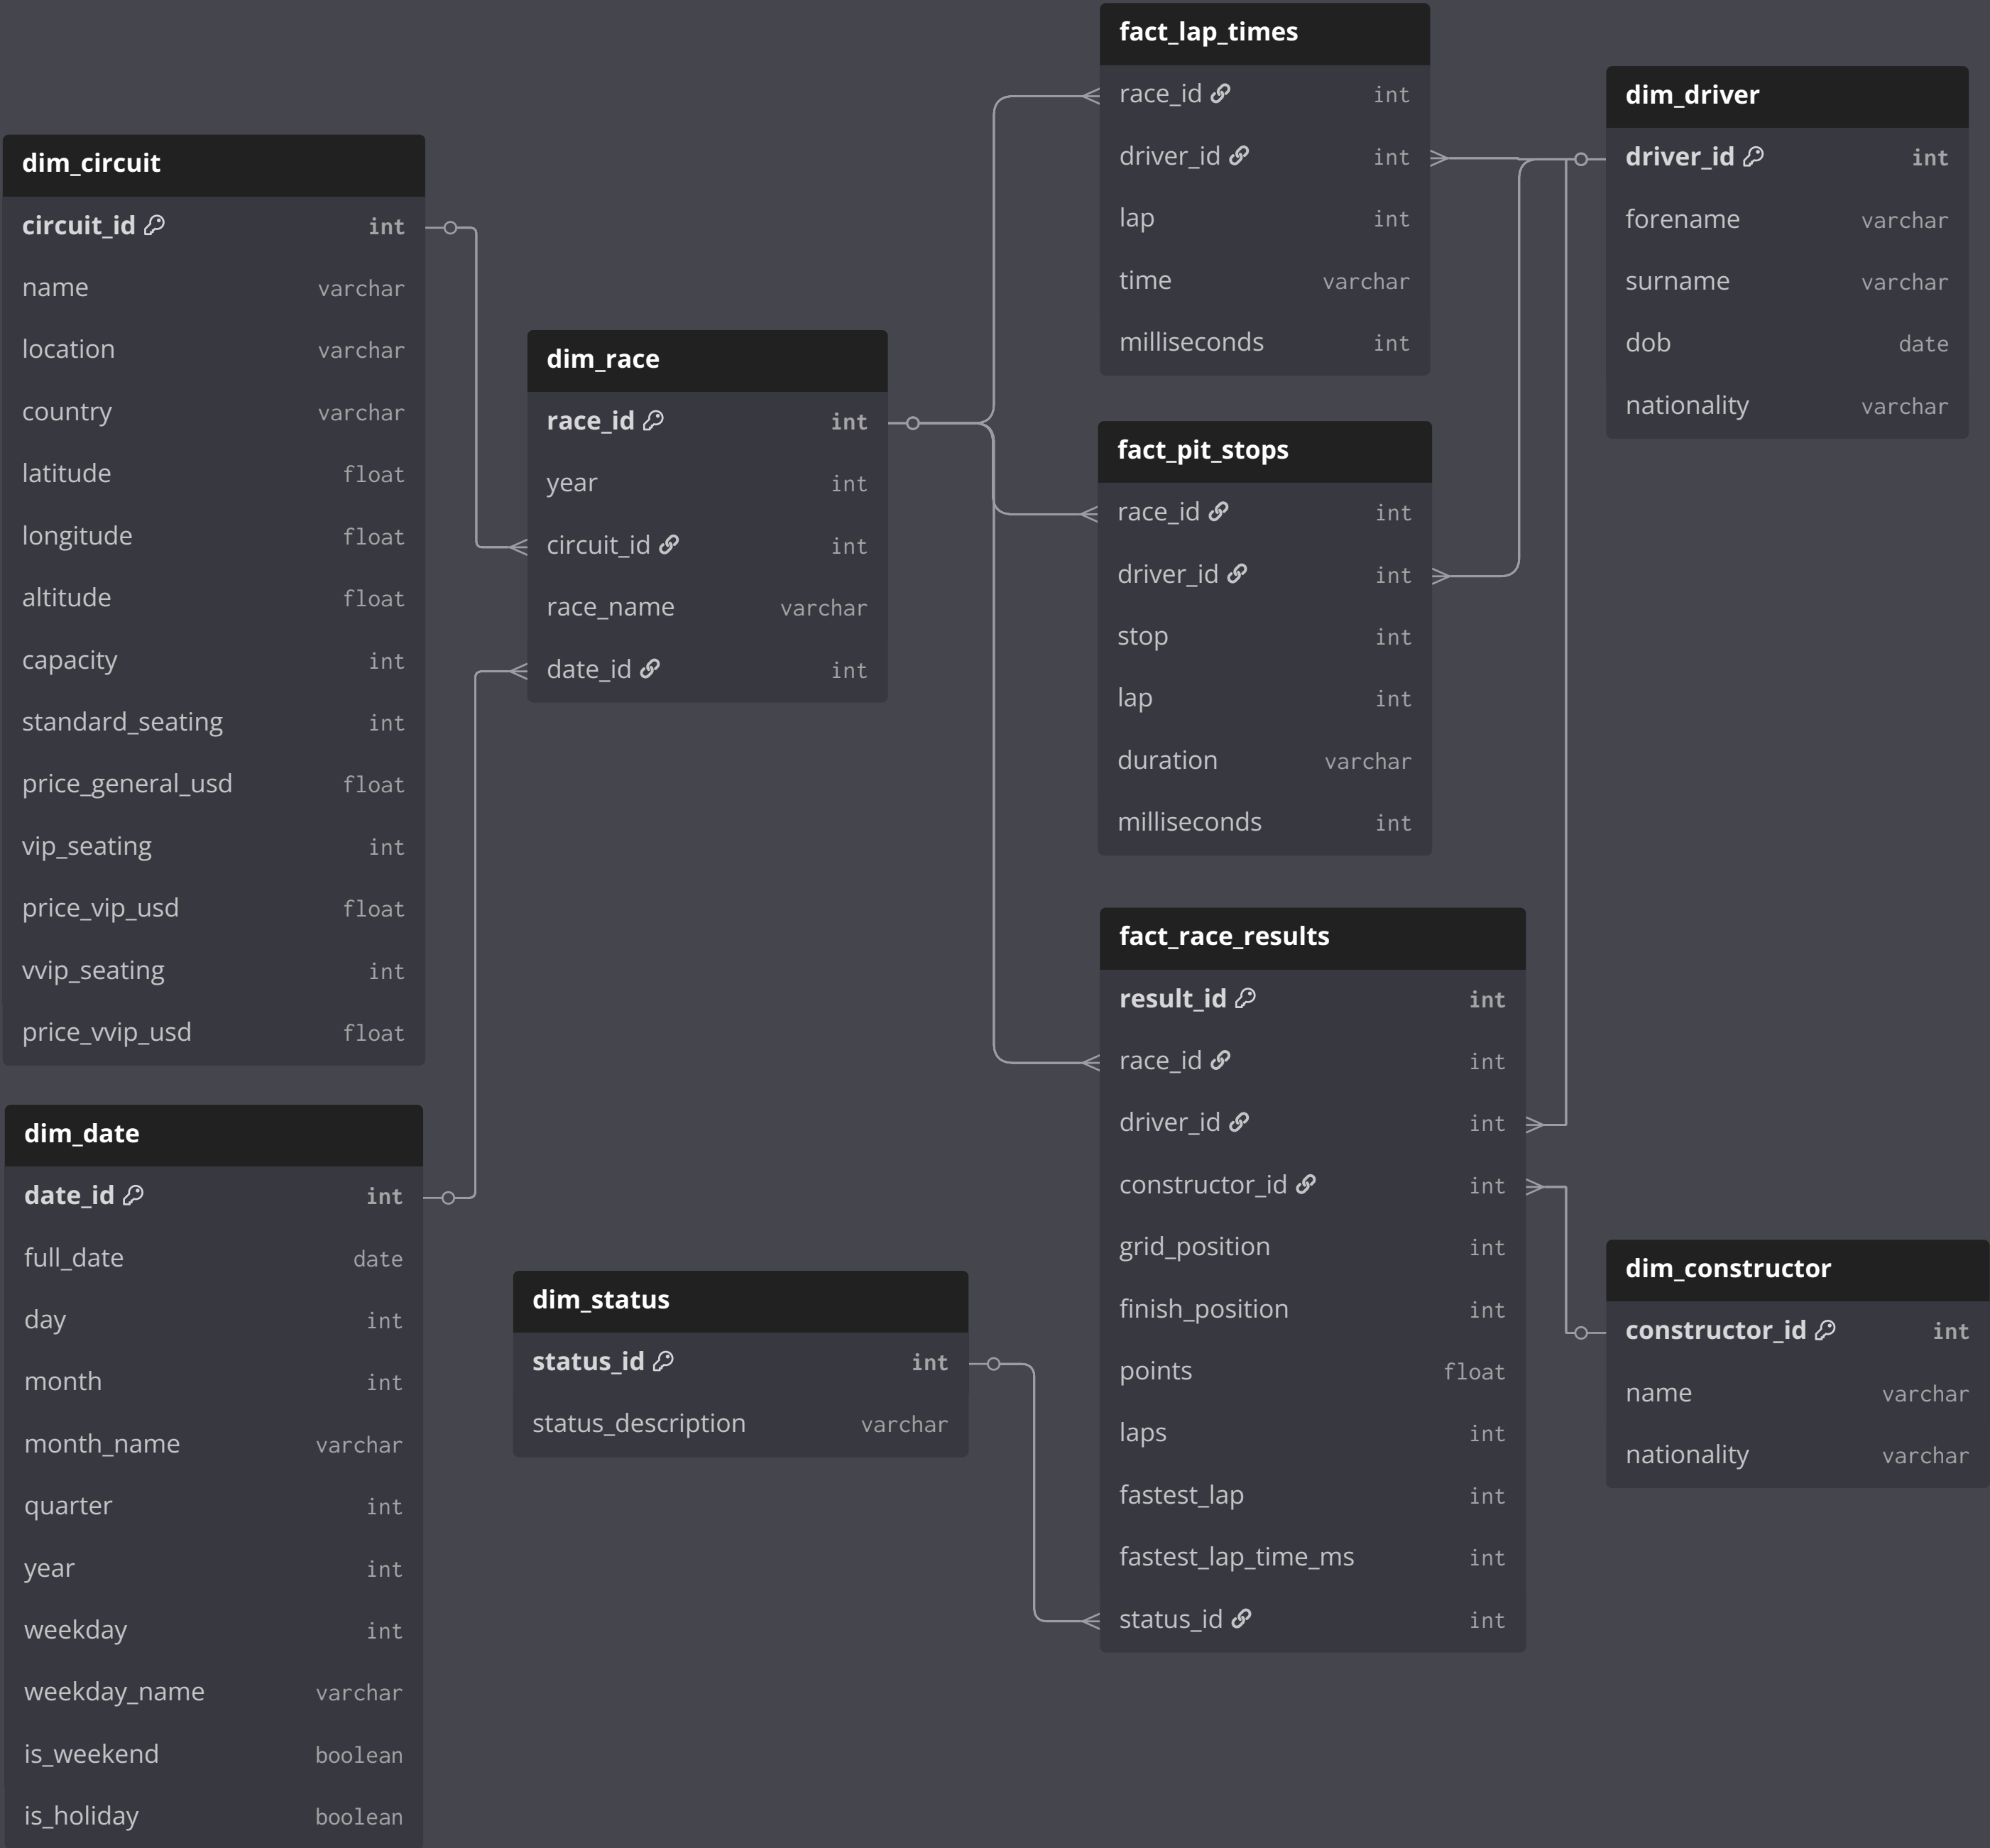 dim_circuit
circuit_id int
name varchar
location varchar
country varchar
latitude float
longitude float
altitude float
capacity int
standard_seating int
price_general_usd float
vip_seating int
price_vip_usd float
vvip_seating int
price_vvip_usd float
dim_date
date_id int
full_date date
day int
month int
month_name varchar
quarter int
year int
weekday int
weekday_name varchar
is_weekend boolean
is_holiday boolean
dim_race
race_id int
year int
circuit_id int
race_name varchar
date_id int
dim_status
status_id int
status_description varchar
fact_lap_times
race_id int
driver_id int
lap int
time varchar
milliseconds int
fact_pit_stops
race_id int
driver_id int
stop int
lap int
duration varchar
milliseconds int
fact_race_results
result_id int
race_id int
driver_id int
constructor_id int
grid_position int
finish_position int
points float
laps int
fastest_lap int
fastest_lap_time_ms int
status_id int
dim_driver
driver_id int
forename varchar
surname varchar
dob date
nationality varchar
dim_constructor
constructor_id int
name varchar
nationality varchar